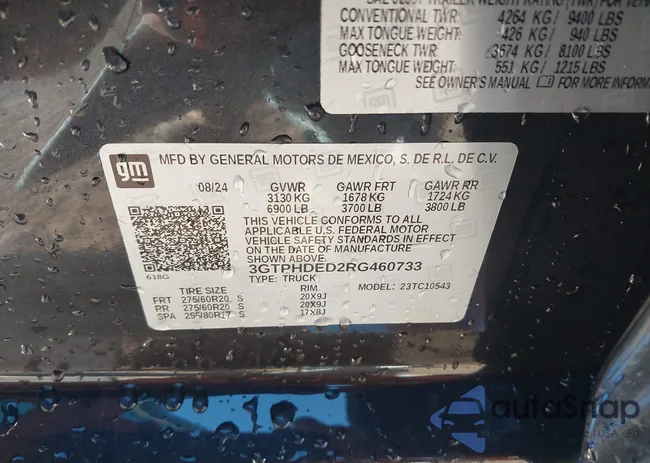 CONVENTIONAL TWR: 4264 KG/ 9400 LBS
MAX TONGUE WEIGHT: 426 KG/ 940 LBS
GOOSENECK TWR: 3674 KG/ 8100 LBS
MAX TONGUE WEIGHT: 551 KG/ 1215 LBS
SEE OWNER'S MANUAL FOR MORE INFORM
gm MFD BY GENERAL MOTORS DE MEXICO, S. DE R.L. DE C.V.
08/24 GVWR GAWR FRT GAWR RR
3130 KG 1678 KG 1724 KG
6900 LB 3700 LB 3800 LB
THIS VEHICLE CONFORMS TO ALL
APPLICABLE U.S. FEDERAL MOTOR
VEHICLE SAFETY STANDARDS IN EFFECT
ON THE DATE OF MANUFACTURE
3GTPHDED2RG460733
618G TYPE: TRUCK MODEL: 23TC10543
TIRE SIZE RIM
FRT 275/60R20 S 20X9J
RR 275/60R20 S 20X9J
SPA 255/80R17 S 17X8J
autoSnap